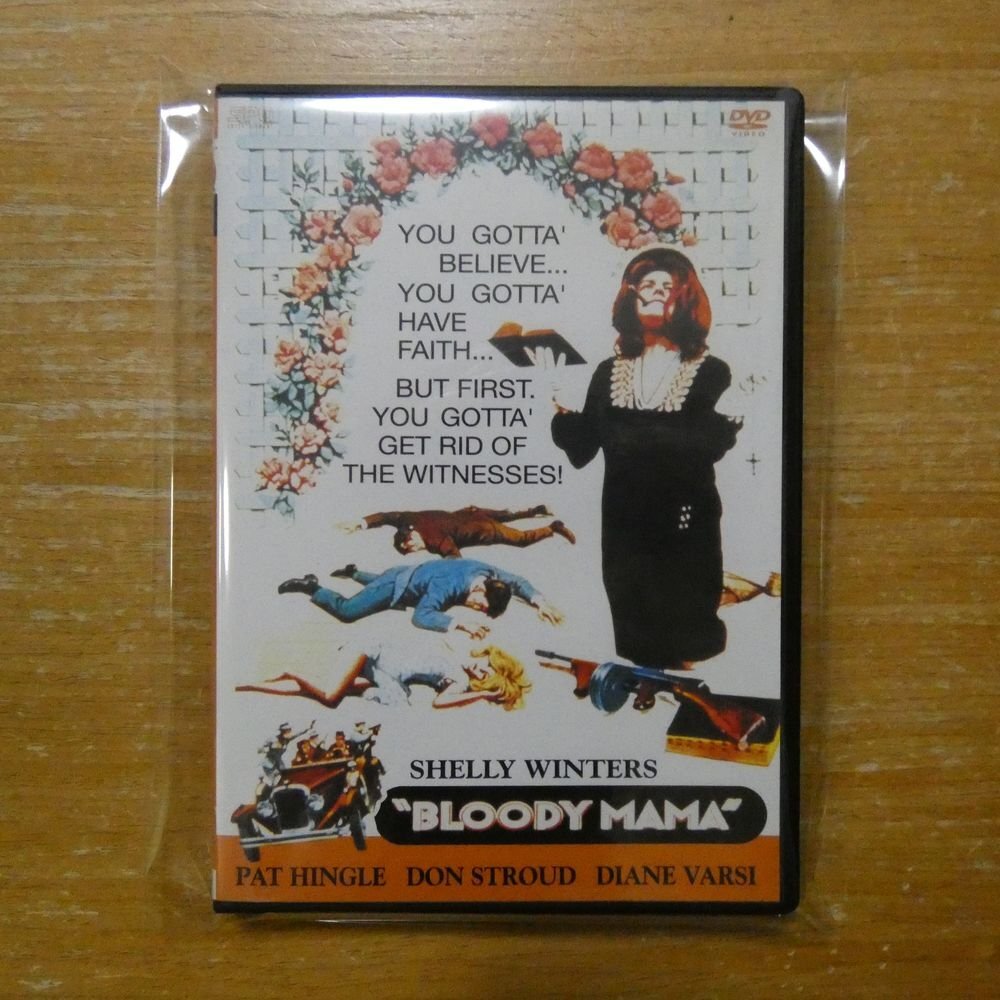 DVD
VIDEO
YOU GOTTA'
BELIEVE...
YOU GOTTA'
HAVE
FAITH...
BUT FIRST.
YOU GOTTA'
GET RID OF
THE WITNESSES!
SHELLY WINTERS
"BLOODY MAMA"
PAT HINGLE DON STROUD DIANE VARSI